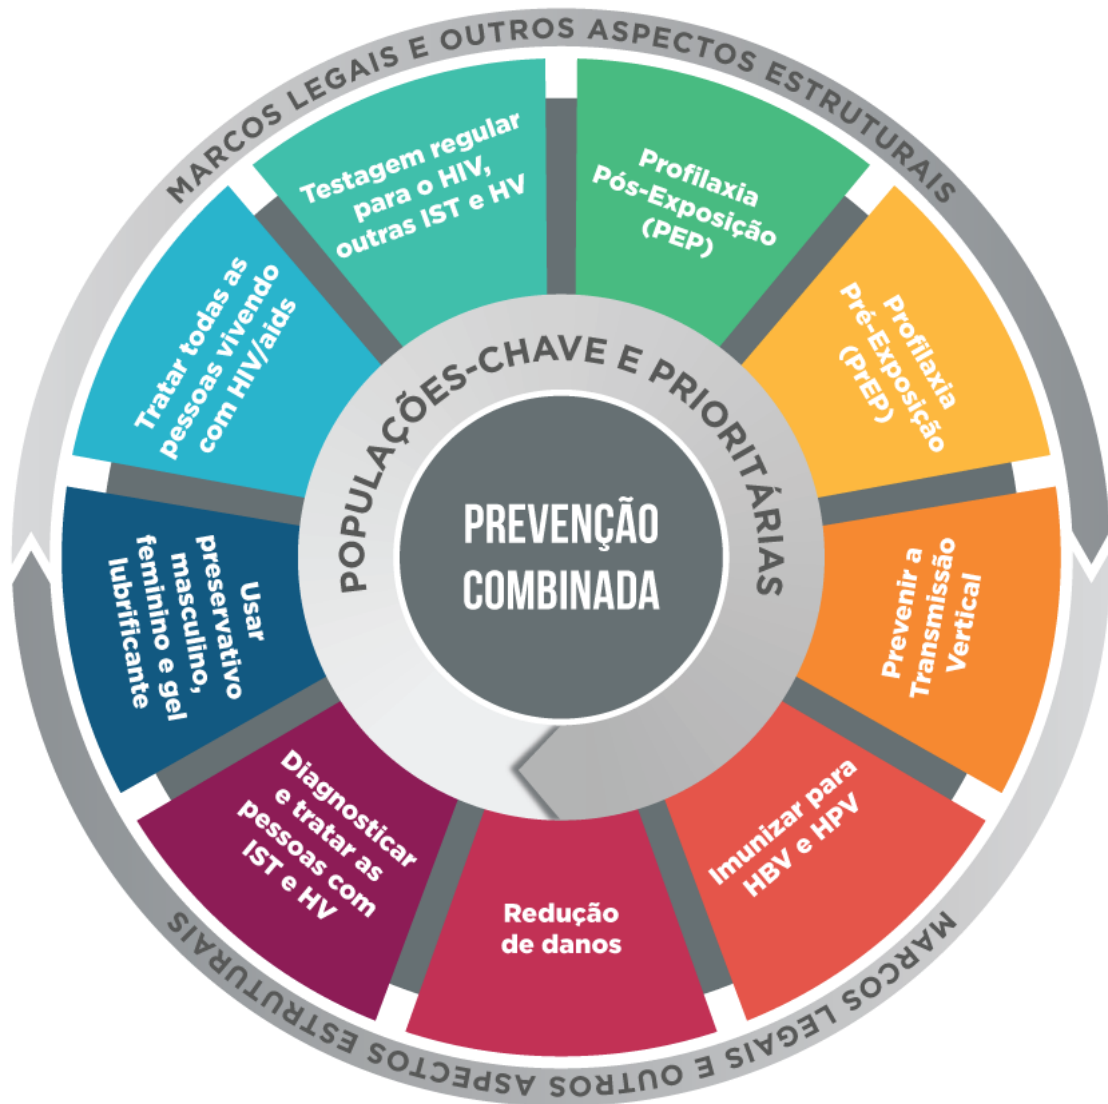 MARCOS LEGAIS E OUTROS ASPECTOS ESTRUTURAIS
Testagem regular
para o HIV,
outras IST e HV
Profilaxia
Pós-Exposição
(PEP)
Profilaxia
Pré-Exposição
(PrEP)
Prevenir a
Transmissão
Vertical
Imunizar para
HBV e HPV
Redução
de danos
Diagnosticar
e tratar as
pessoas com
IST e HV
Usar
preservativo
masculino,
feminino e gel
lubrificante
Tratar todas as
pessoas vivendo
com HIV/aids
POPULAÇÕES-CHAVE E PRIORITÁRIAS
PREVENÇÃO
COMBINADA
MARCOS LEGAIS E OUTROS ASPECTOS ESTRUTURAIS